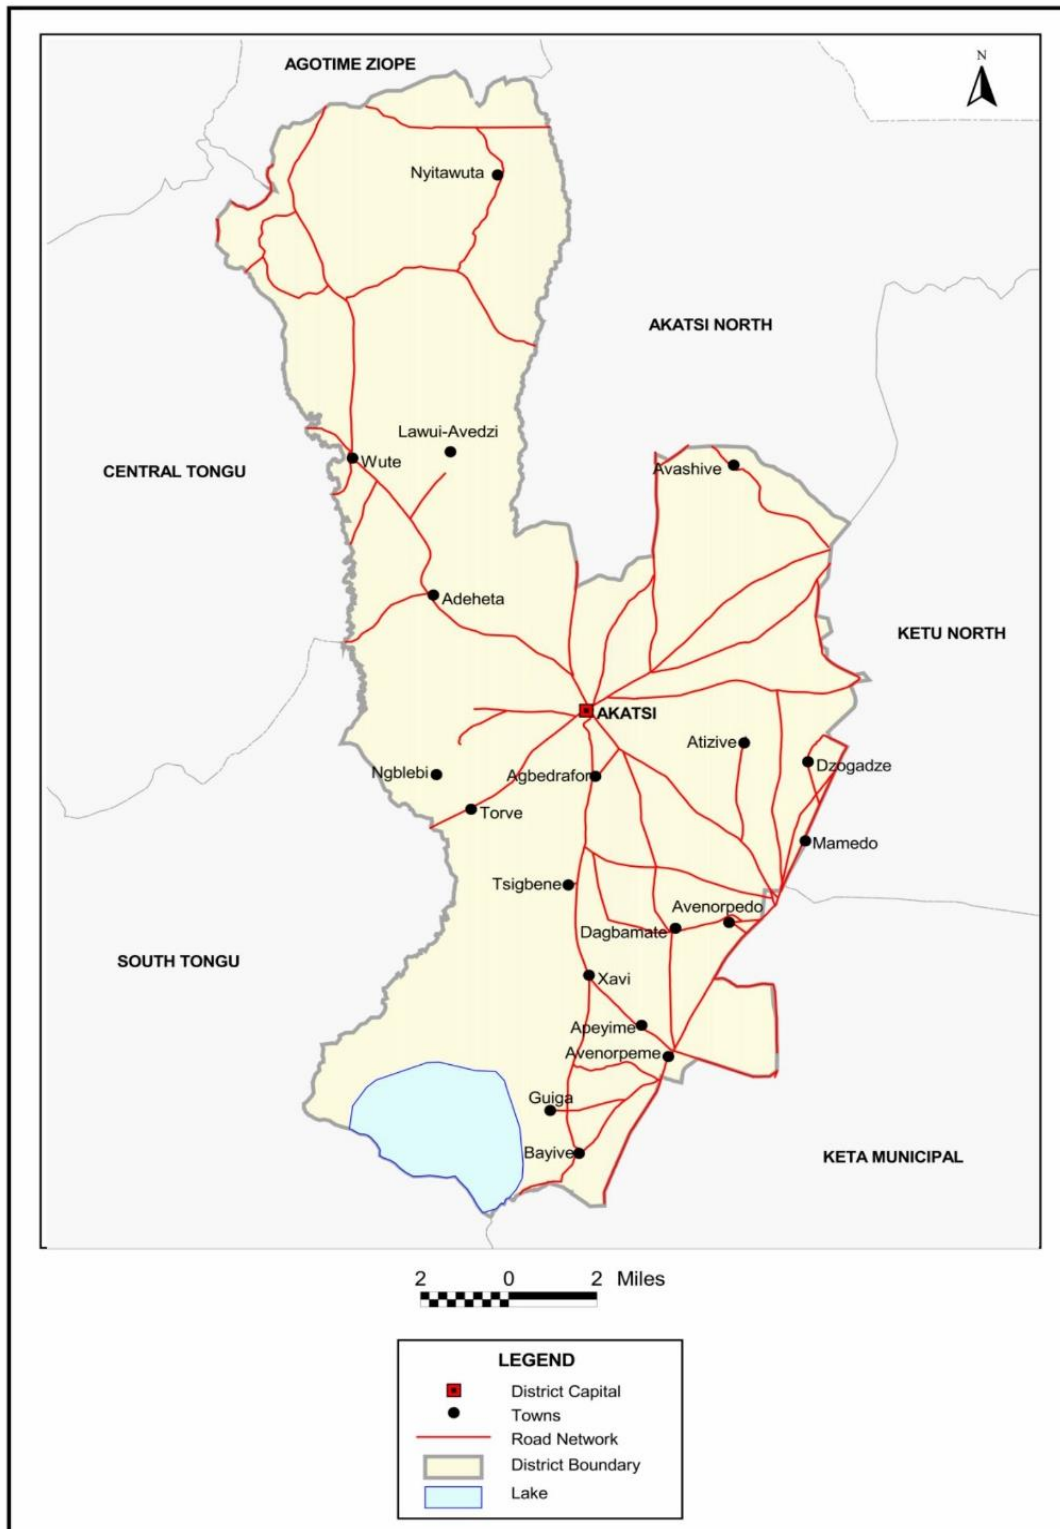 AGOTIME ZIOPE
N
Nyitawuta
AKATSI NORTH
Lawui-Avedzi
Wute
CENTRAL TONGU
Avashive
Adeheta
KETU NORTH
AKATSI
Atizive
Dzogadze
Ngblebi
Agbedrafor
Torve
Mamedo
Tsigbene
Avenorpedo
Dagbamate
SOUTH TONGU
Xavi
Apeyime
Avenorpeme
Guiga
Bayive
KETA MUNICIPAL
2 0 2 Miles
LEGEND
District Capital
Towns
Road Network
District Boundary
Lake